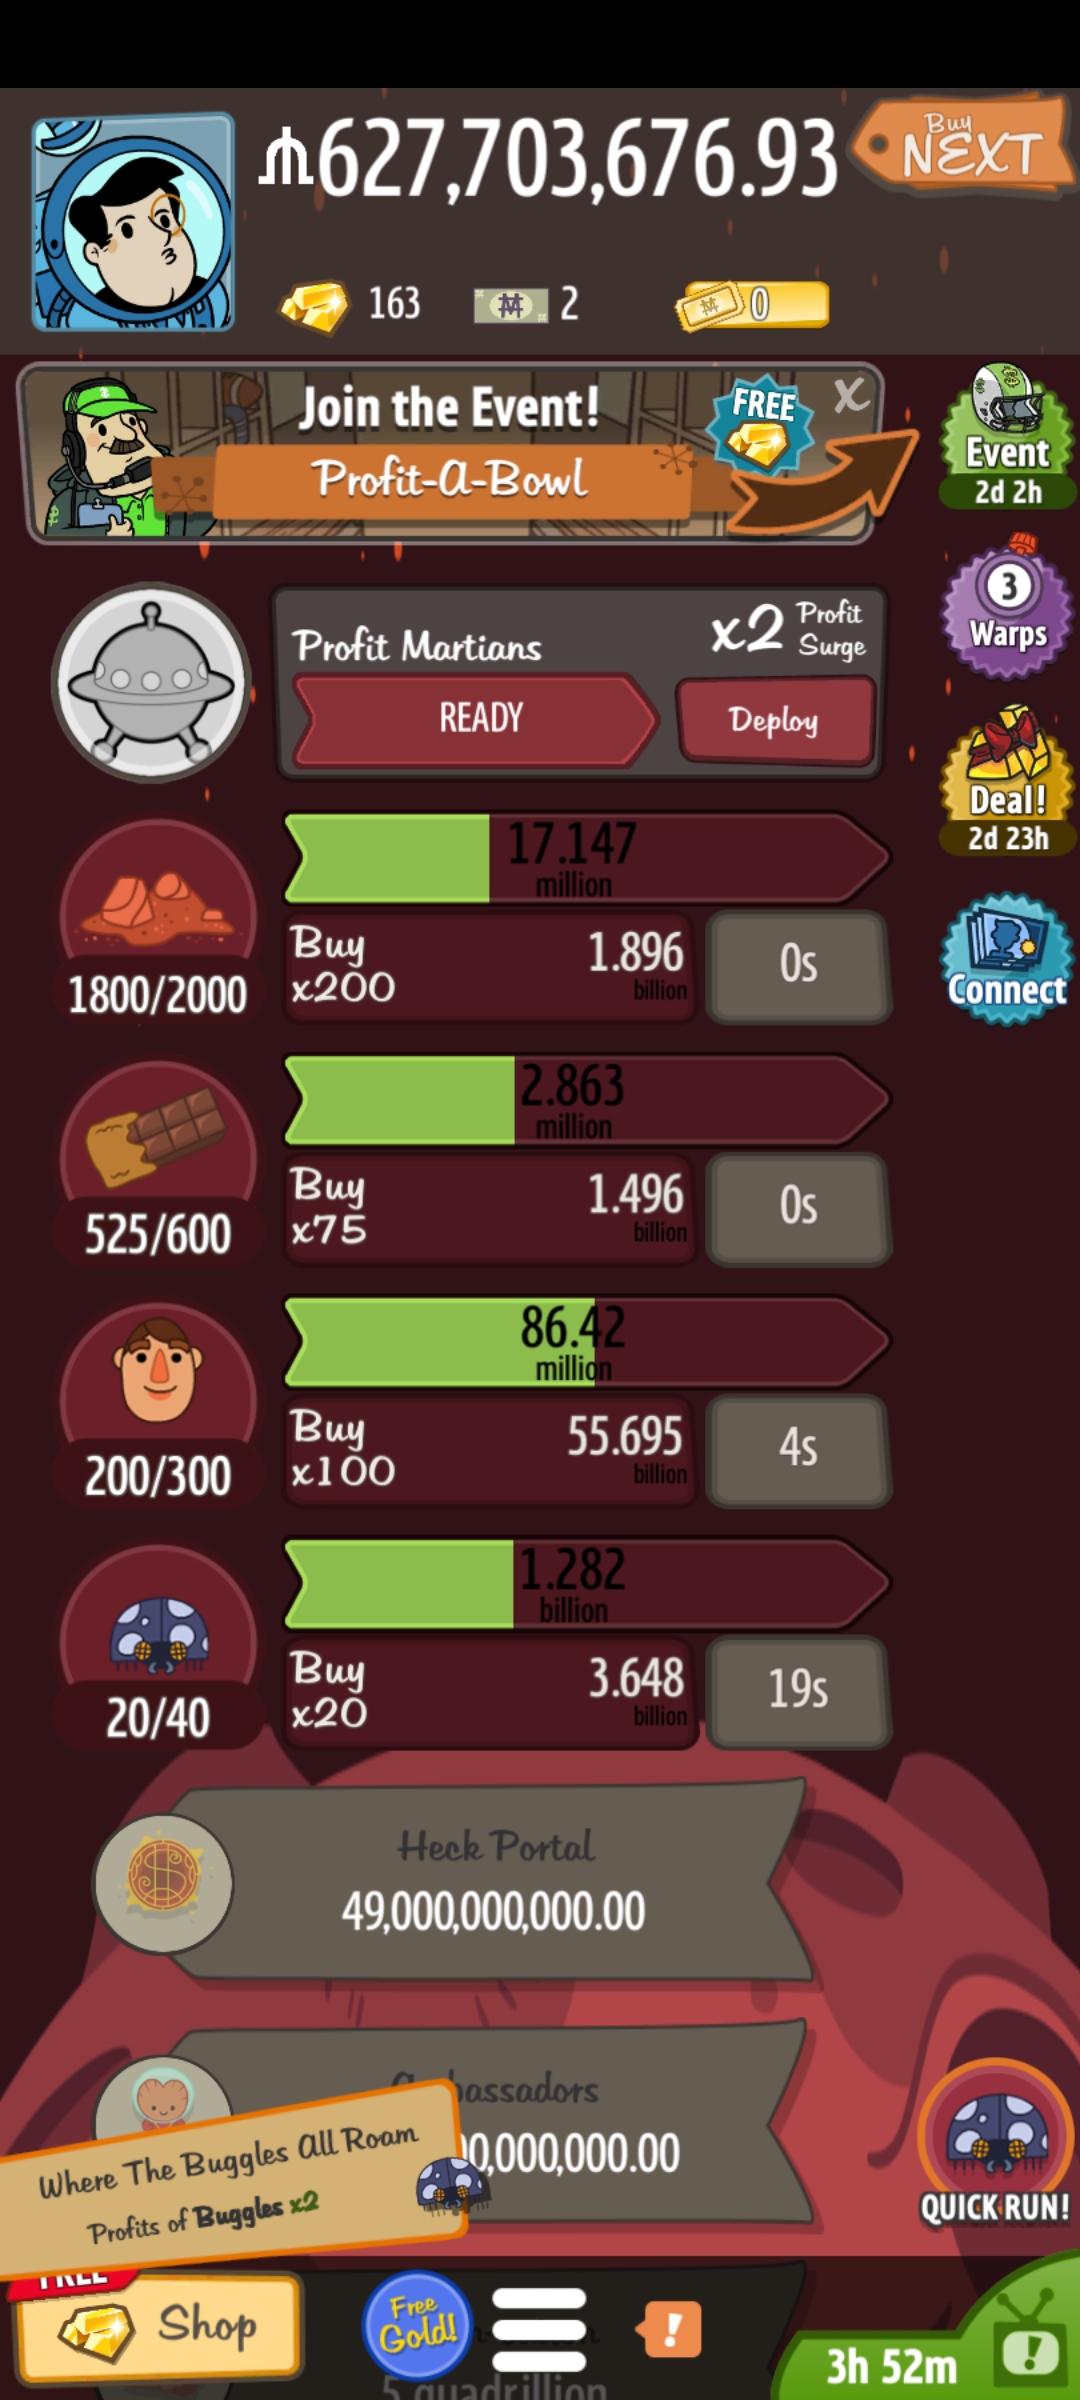 627,703,676.93
Buy
NEXT
163
2
0
Join the Event!
FREE
X
Profit-A-Bowl
Event
2d 2h
3
Warps
Profit Martians
x2 Profit Surge
READY
Deploy
Deal!
2d 23h
17.147
million
1800/2000
Buy
x200
1.896
billion
0s
Connect
2.863
million
525/600
Buy
x75
1.496
billion
0s
86.42
million
200/300
Buy
x100
55.695
billion
4s
1.282
billion
20/40
Buy
x20
3.648
billion
19s
Heck Portal
49,000,000,000.00
bassadors
0,000,000.00
Where The Buggles All Roam
Profits of Buggles x2
QUICK RUN!
FREE
Shop
Free
Gold!
!
3h 52m
!
5 quadrillion